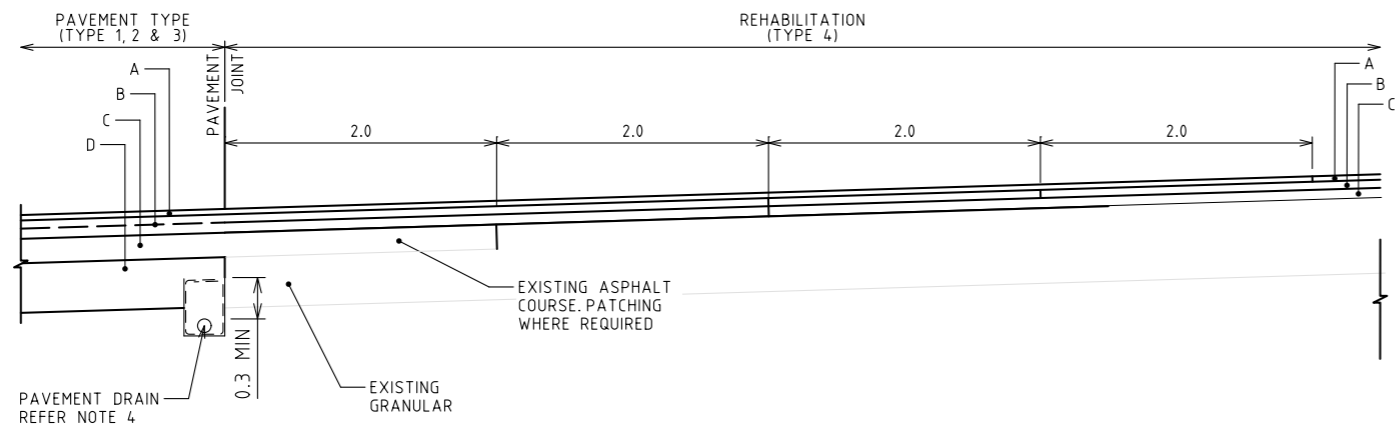 PAVEMENT TYPE
(TYPE 1, 2 & 3)
REHABILITATION
(TYPE 4)
PAVEMENT
JOINT
A
B
C
D
2.0
2.0
2.0
2.0
A
B
C
EXISTING ASPHALT
COURSE. PATCHING
WHERE REQUIRED
0.3 MIN
EXISTING
GRANULAR
PAVEMENT DRAIN
REFER NOTE 4